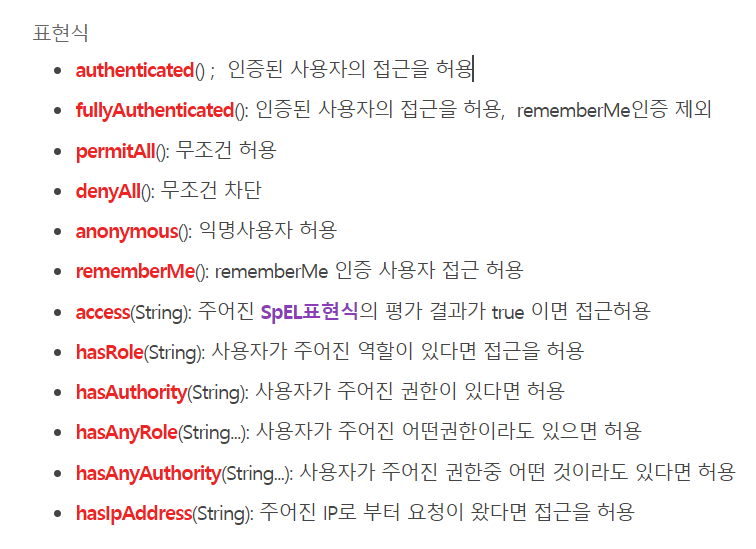 표현식
authenticated() ; 인증된 사용자의 접근을 허용
fullyAuthenticated(): 인증된 사용자의 접근을 허용, rememberMe인증 제외
permitAll(): 무조건 허용
denyAll(): 무조건 차단
anonymous(): 익명사용자 허용
rememberMe(): rememberMe 인증 사용자 접근 허용
access(String): 주어진 SpEL표현식의 평가 결과가 true 이면 접근허용
hasRole(String): 사용자가 주어진 역할이 있다면 접근을 허용
hasAuthority(String): 사용자가 주어진 권한이 있다면 허용
hasAnyRole(String...): 사용자가 주어진 어떤권한이라도 있으면 허용
hasAnyAuthority(String...): 사용자가 주어진 권한중 어떤 것이라도 있다면 허용
hasIpAddress(String): 주어진 IP로 부터 요청이 왔다면 접근을 허용